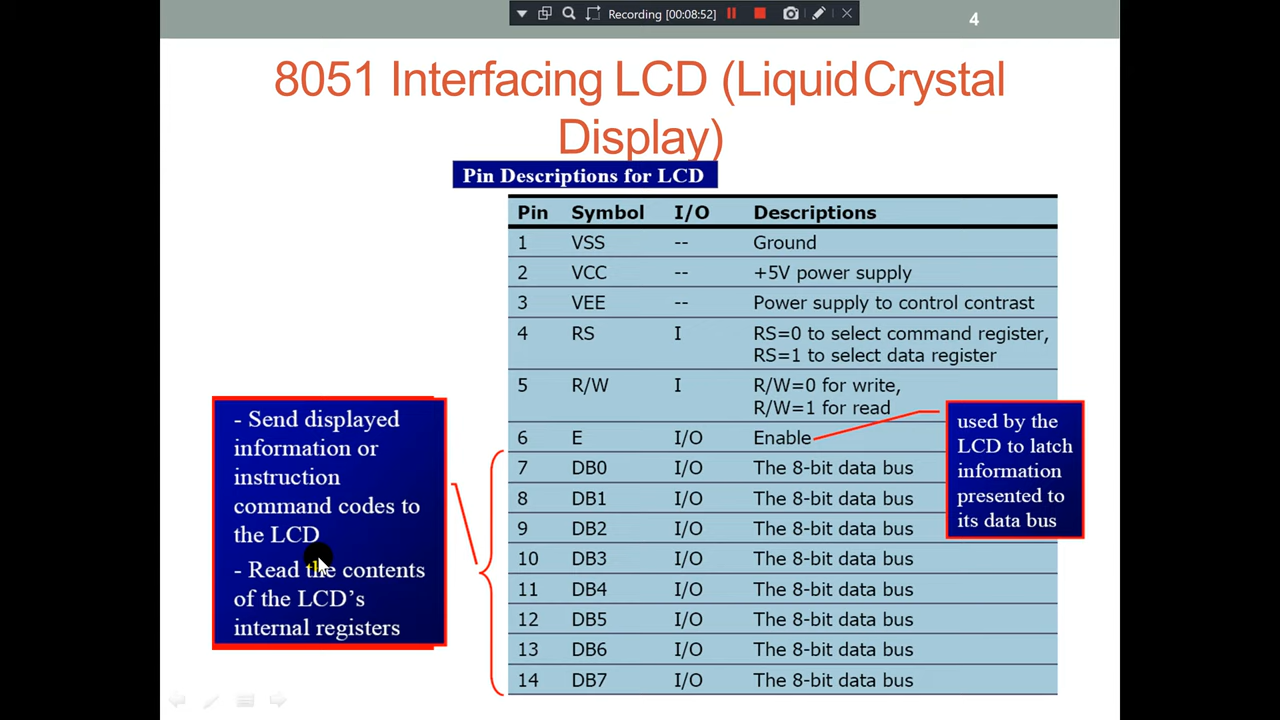 Recording [00:08:52]
4
8051 Interfacing LCD (Liquid Crystal
Display)
Pin Descriptions for LCD
Pin Symbol I/O Descriptions
1 VSS -- Ground
2 VCC -- +5V power supply
3 VEE -- Power supply to control contrast
4 RS I RS=0 to select command register,
RS=1 to select data register
5 R/W I R/W=0 for write,
R/W=1 for read
6 E I/O Enable
7 DB0 I/O The 8-bit data bus
8 DB1 I/O The 8-bit data bus
9 DB2 I/O The 8-bit data bus
10 DB3 I/O The 8-bit data bus
11 DB4 I/O The 8-bit data bus
12 DB5 I/O The 8-bit data bus
13 DB6 I/O The 8-bit data bus
14 DB7 I/O The 8-bit data bus
- Send displayed
information or
instruction
command codes to
the LCD
- Read the contents
of the LCD’s
internal registers
used by the
LCD to latch
information
presented to
its data bus